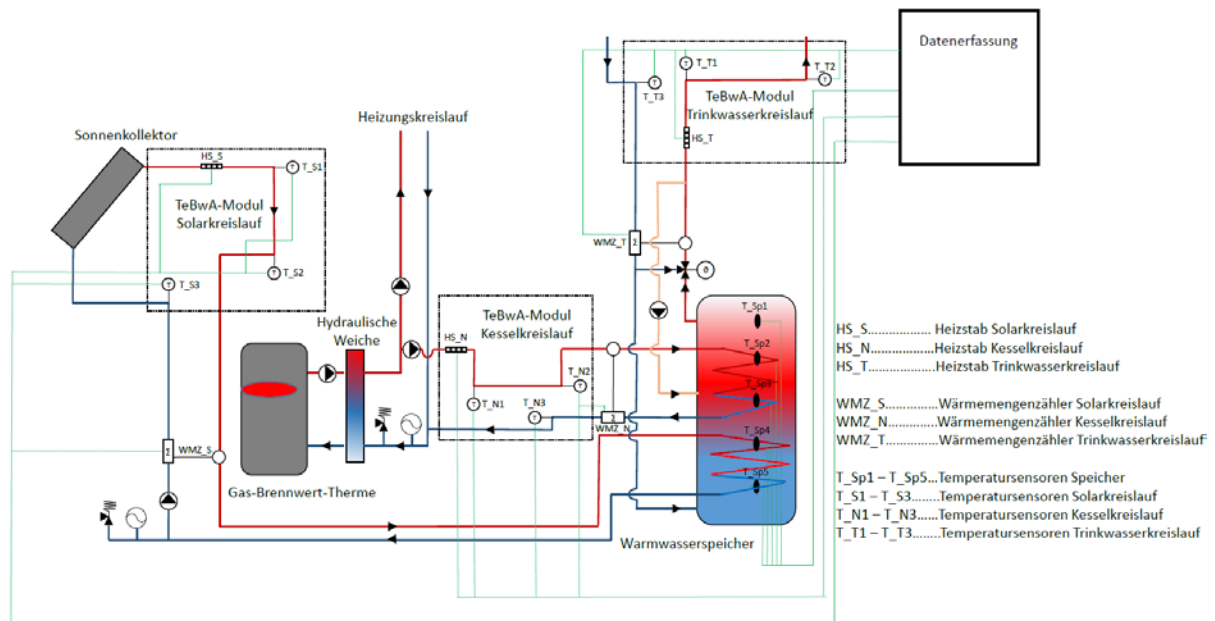 Datenerfassung
T_T1
T_T2
T_T3
TeBwA-Modul
Trinkwasserkreislauf
HS_T
Heizungskreislauf
Sonnenkollektor
HS_S
T_S1
TeBwA-Modul
Solarkreislauf
T_S2
T_S3
WMZ_T
Σ
ϑ
TeBwA-Modul
Kesselkreislauf
HS_N
T_N2
T_N1
T_N3
Σ
WMZ_N
Hydraulische
Weiche
T_Sp1
T_Sp2
T_Sp3
T_Sp4
T_Sp5
Σ
WMZ_S
Gas-Brennwert-Therme
Warmwasserspeicher
HS_S................. Heizstab Solarkreislauf
HS_N................ Heizstab Kesselkreislauf
HS_T................. Heizstab Trinkwasserkreislauf
WMZ_S.............Wärmemengenzähler Solarkreislauf
WMZ_N............Wärmemengenzähler Kesselkreislauf
WMZ_T.............Wärmemengenzähler Trinkwasserkreislauf
T_Sp1 – T_Sp5...Temperatursensoren Speicher
T_S1 – T_S3........Temperatursensoren Solarkreislauf
T_N1 – T_N3......Temperatursensoren Kesselkreislauf
T_T1 – T_T3........Temperatursensoren Trinkwasserkreislauf